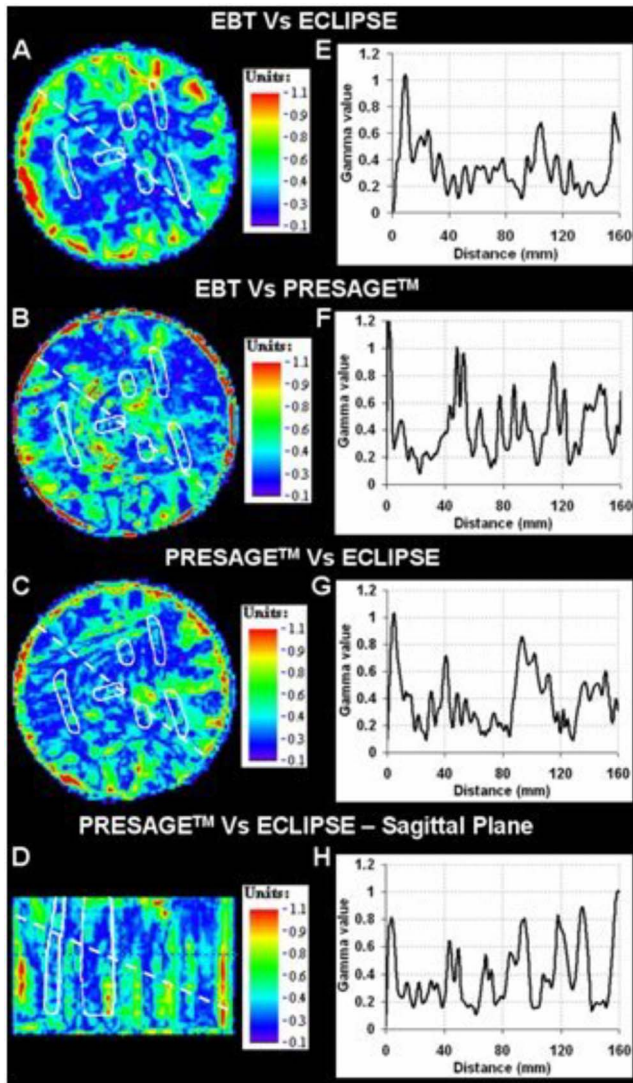 EBT Vs ECLIPSE
A
Units:
1.1
1.0
0.9
0.8
0.6
0.4
0.3
0.1
E
Gamma value
1.2
1
0.8
0.6
0.4
0.2
0
0 40 80 120 160
Distance (mm)
EBT Vs PRESAGE™
B
Units:
1.1
1.0
0.9
0.8
0.6
0.4
0.3
0.1
F
Gamma value
1.2
1
0.8
0.6
0.4
0.2
0
0 40 80 120 160
Distance (mm)
PRESAGE™ Vs ECLIPSE
C
Units:
1.1
1.0
0.9
0.8
0.6
0.4
0.3
0.1
G
Gamma value
1.2
1
0.8
0.6
0.4
0.2
0
0 40 80 120 160
Distance (mm)
PRESAGE™ Vs ECLIPSE – Sagittal Plane
D
Units:
1.1
1.0
0.9
0.8
0.6
0.4
0.3
0.1
H
Gamma value
1.2
1
0.8
0.6
0.4
0.2
0
0 40 80 120 160
Distance (mm)